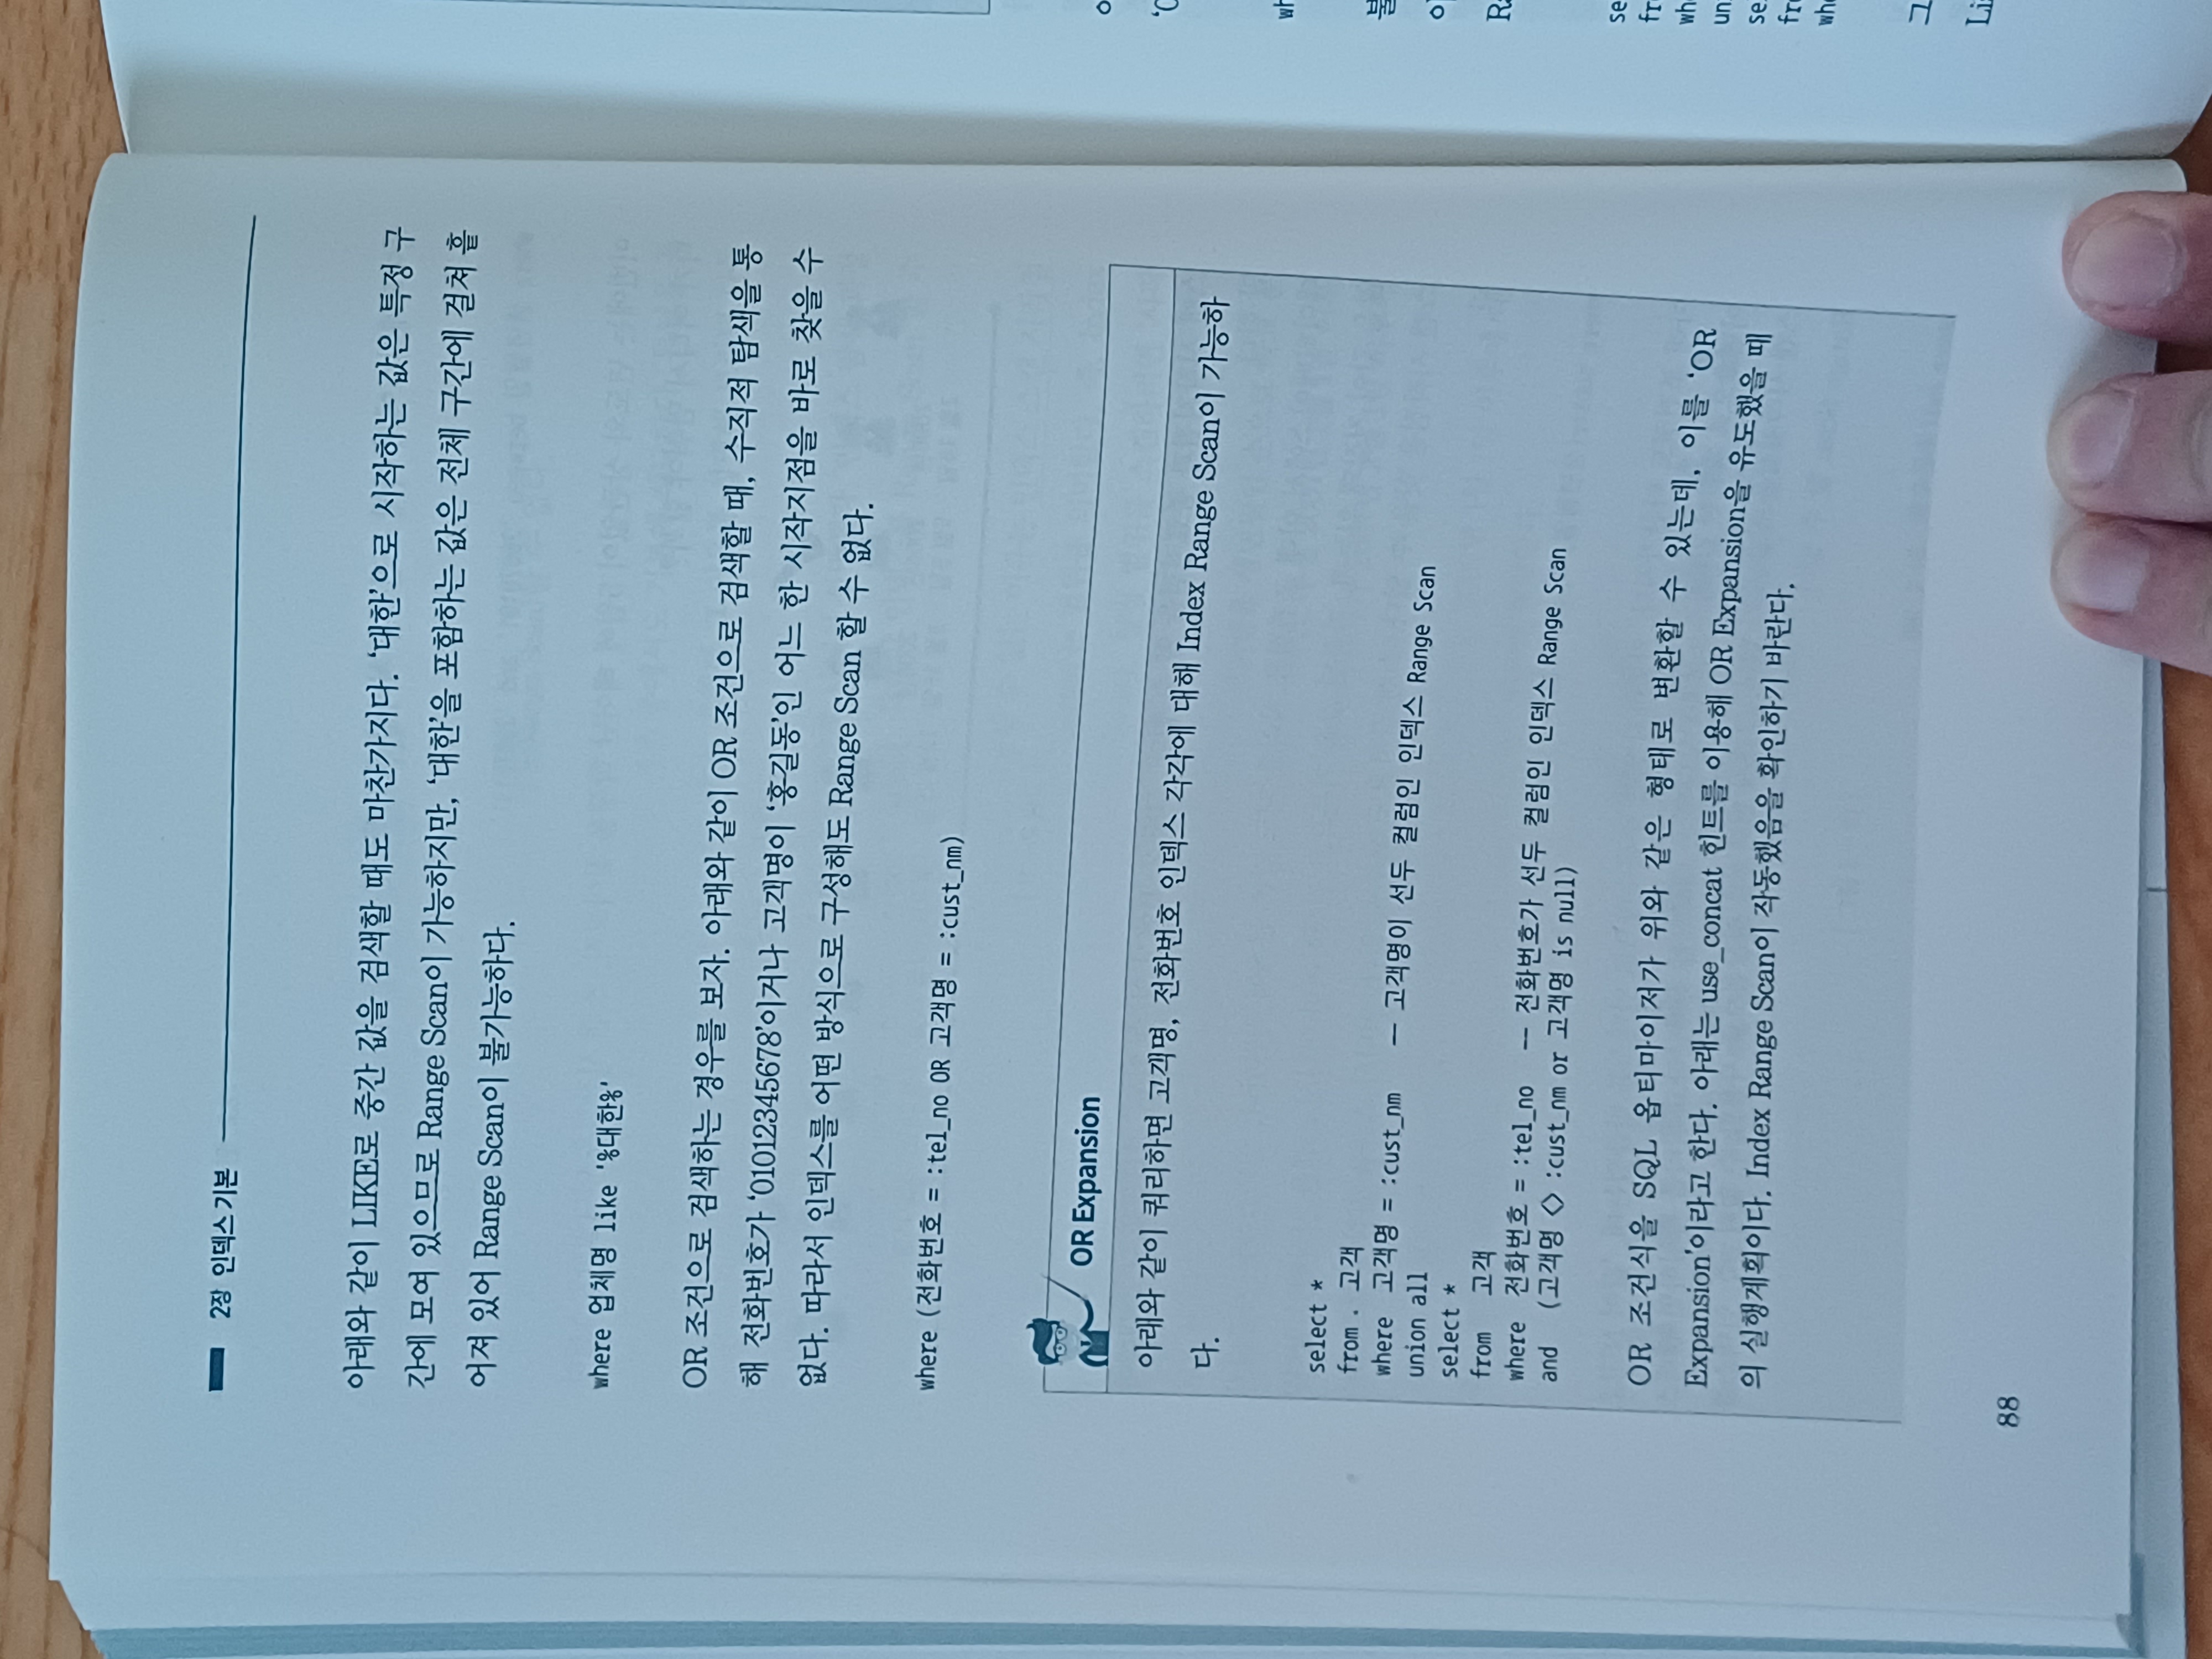 2장 인덱스 기본
아래와 같이 LIKE로 중간 값을 검색할 때도 마찬가지다. ‘대한’으로 시작하는 값은 특정 구
간에 모여 있으므로 Range Scan이 가능하지만, ‘대한’을 포함하는 값은 전체 구간에 걸쳐 흩
어져 있어 Range Scan이 불가능하다.
where 업체명 like '%대한%'
OR 조건으로 검색하는 경우를 보자. 아래와 같이 OR 조건으로 검색할 때, 수직적 탐색을 통
해 전화번호가 ‘01012345678’이거나 고객명이 ‘홍길동’인 어느 한 시작지점을 바로 찾을 수
없다. 따라서 인덱스를 어떤 방식으로 구성해도 Range Scan 할 수 없다.
where (전화번호 = :tel_no OR 고객명 = :cust_nm)
OR Expansion
아래와 같이 쿼리하면 고객명, 전화번호 인덱스 각각에 대해 Index Range Scan이 가능하
다.
select *
from . 고객
where 고객명 = :cust_nm — 고객명이 선두 컬럼인 인덱스 Range Scan
union all
select *
from 고객
where 전화번호 = :tel_no -- 전화번호가 선두 컬럼인 인덱스 Range Scan
and (고객명 <> :cust_nm or 고객명 is null)
OR 조건식을 SQL 옵티마이저가 위와 같은 형태로 변환할 수 있는데, 이를 ‘OR
Expansion’이라고 한다. 아래는 use_concat 힌트를 이용해 OR Expansion을 유도했을 때
의 실행계획이다. Index Range Scan이 작동했음을 확인하기 바란다.
88